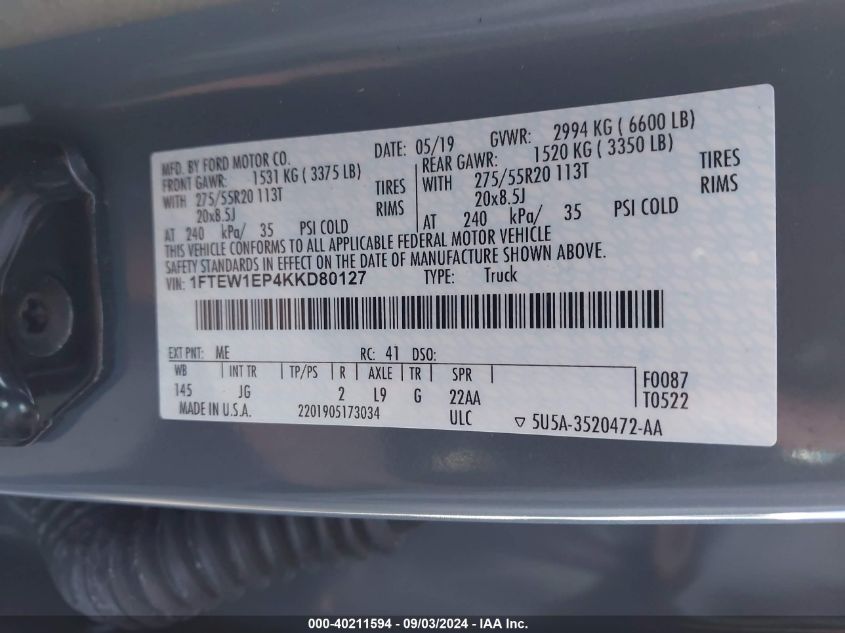 MFD. BY FORD MOTOR CO. DATE: 05/19 GVWR: 2994 KG ( 6600 LB)
FRONT GAWR: 1531 KG ( 3375 LB) REAR GAWR: 1520 KG ( 3350 LB)
WITH 275/55R20 113T TIRES WITH 275/55R20 113T TIRES
20x8.5J RIMS 20x8.5J RIMS
AT 240 kPa/ 35 PSI COLD AT 240 kPa/ 35 PSI COLD
THIS VEHICLE CONFORMS TO ALL APPLICABLE FEDERAL MOTOR VEHICLE
SAFETY STANDARDS IN EFFECT ON THE DATE OF MANUFACTURE SHOWN ABOVE.
VIN: 1FTEW1EP4KKD80127 TYPE: Truck
EXT PNT: ME RC: 41 DSO:
WB INT TR TP/PS R AXLE TR SPR F0087
145 JG 2 L9 G 22AA T0522
MADE IN U.S.A. 2201905173034 ULC ▽ 5U5A-3520472-AA
000-40211594 - 09/03/2024 - IAA Inc.